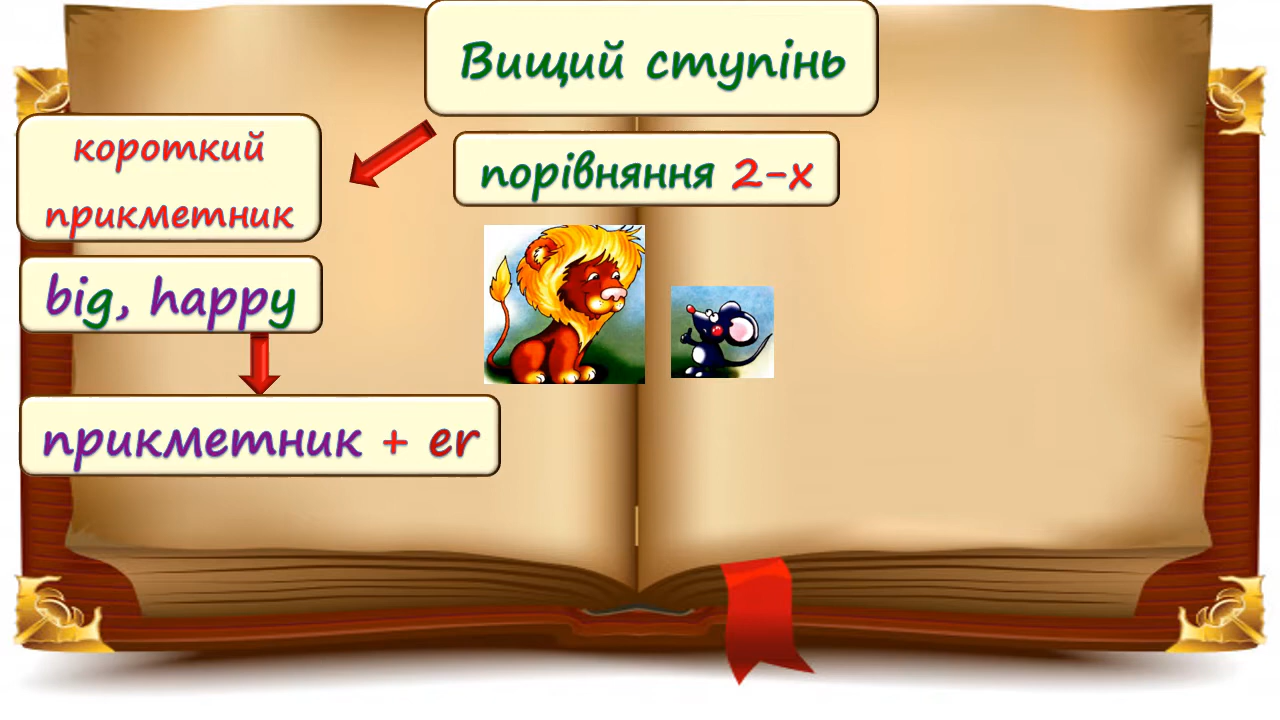 Вищий ступінь
порівняння 2-х
короткий
прикметник
big, happy
прикметник + er